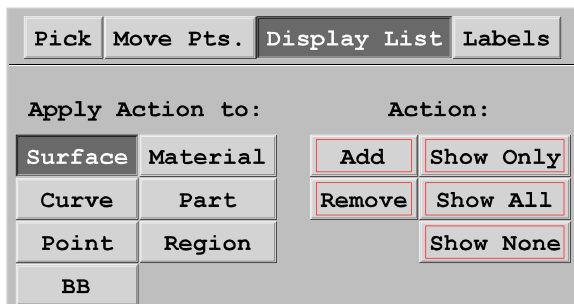 Pick Move Pts. Display List Labels
Apply Action to: Action:
Surface Material Add Show Only
Curve Part Remove Show All
Point Region Show None
BB